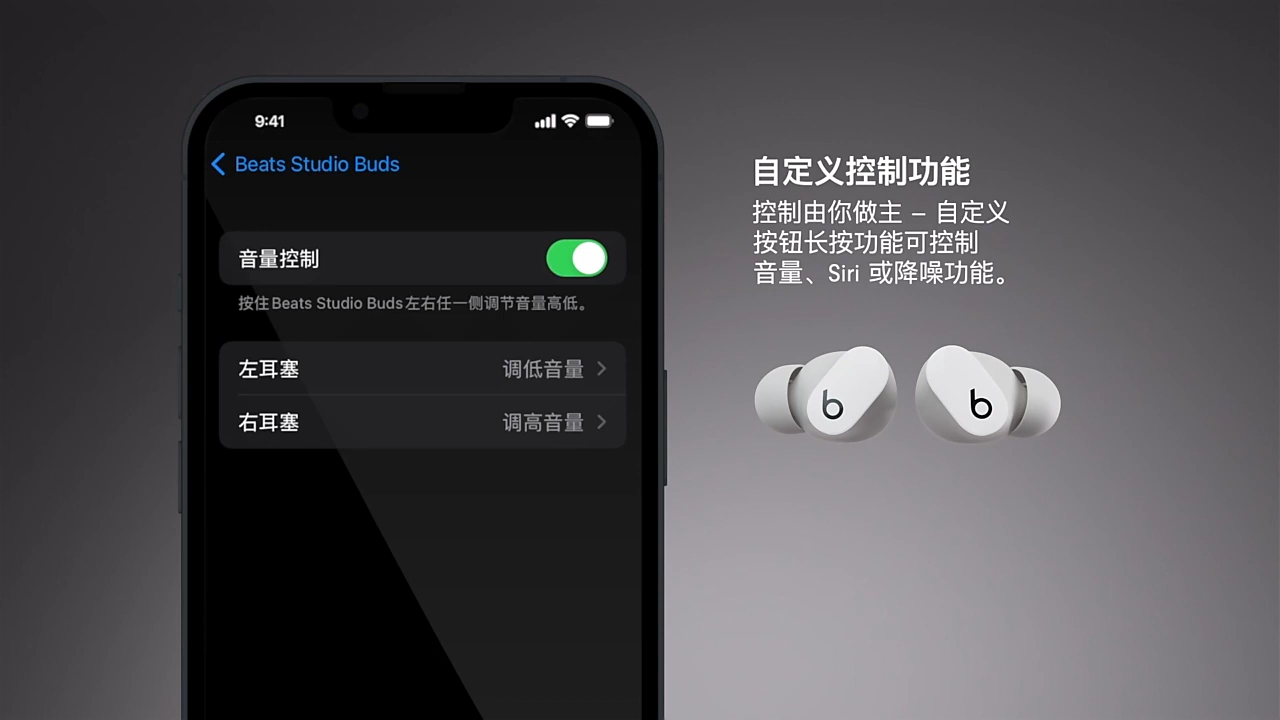 9:41
Beats Studio Buds
音量控制
按住Beats Studio Buds左右任一侧调节音量高低。
左耳塞 调低音量
右耳塞 调高音量
自定义控制功能
控制由你做主 – 自定义
按钮长按功能可控制
音量、Siri 或降噪功能。
b b